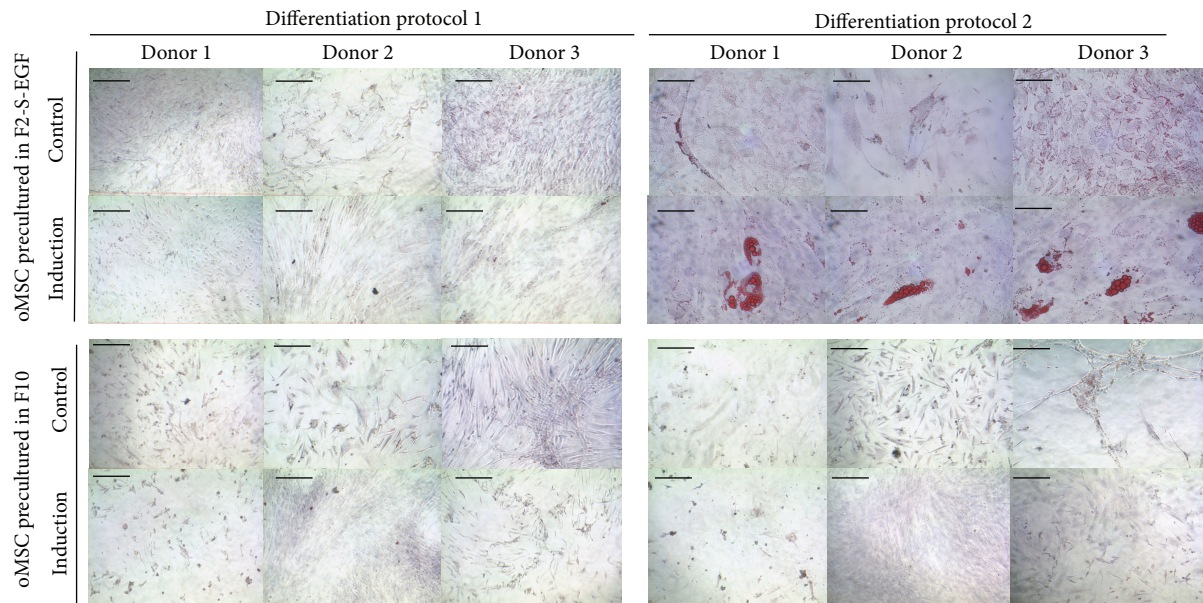 Differentiation protocol 1
Differentiation protocol 2
Donor 1
Donor 2
Donor 3
Donor 1
Donor 2
Donor 3
oMSC precultured in F2-S-EGF
Control
Induction
oMSC precultured in F10
Control
Induction